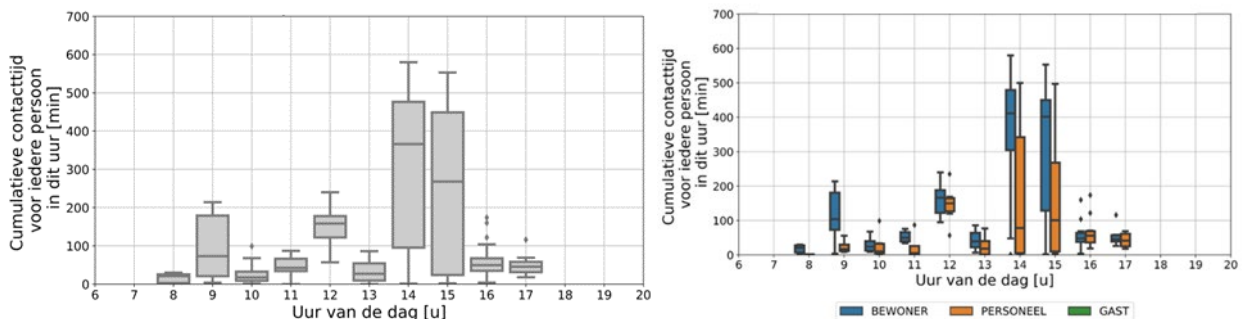 Cumulatieve contacttijd
voor iedere persoon
in dit uur [min]
700
600
500
400
300
200
100
0
6 7 8 9 10 11 12 13 14 15 16 17 18 19 20
Uur van de dag [u]
Cumulatieve contacttijd
voor iedere persoon
in dit uur [min]
700
600
500
400
300
200
100
0
6 7 8 9 10 11 12 13 14 15 16 17 18 19 20
Uur van de dag [u]
BEWONER PERSONEEL GAST